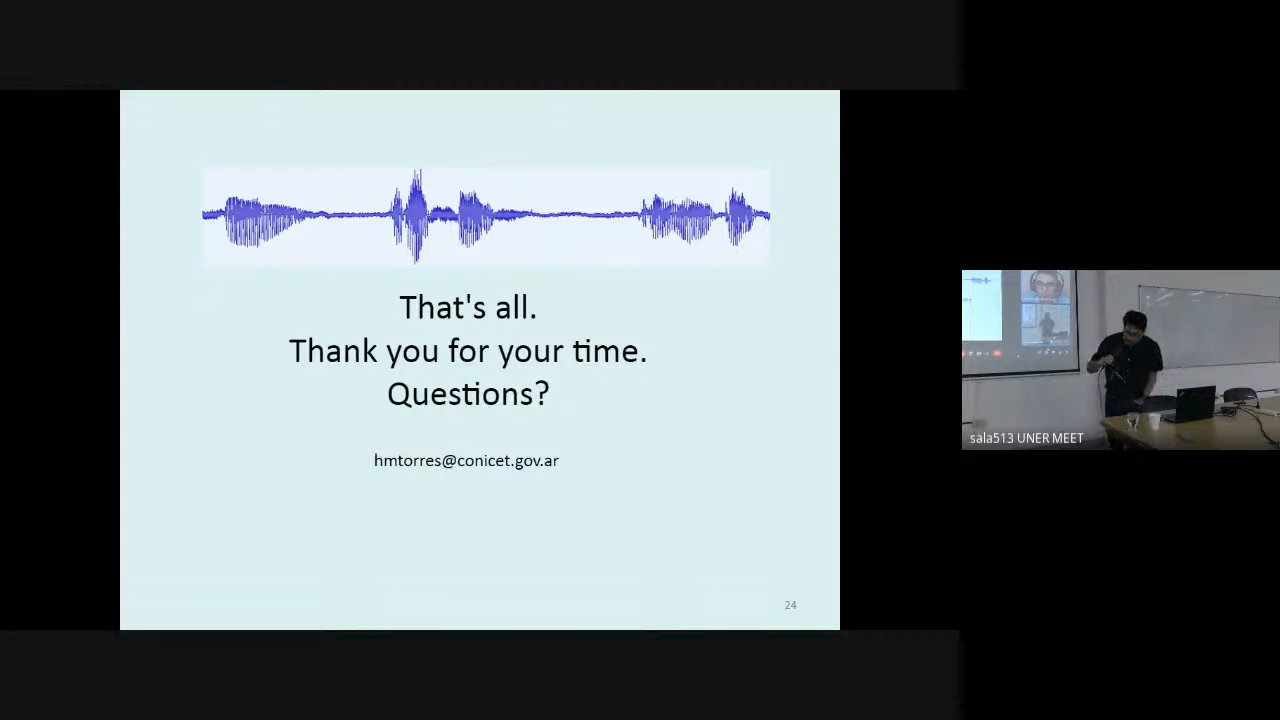 That's all.
Thank you for your time.
Questions?
hmtorres@conicet.gov.ar
24
sala513 UNER MEET